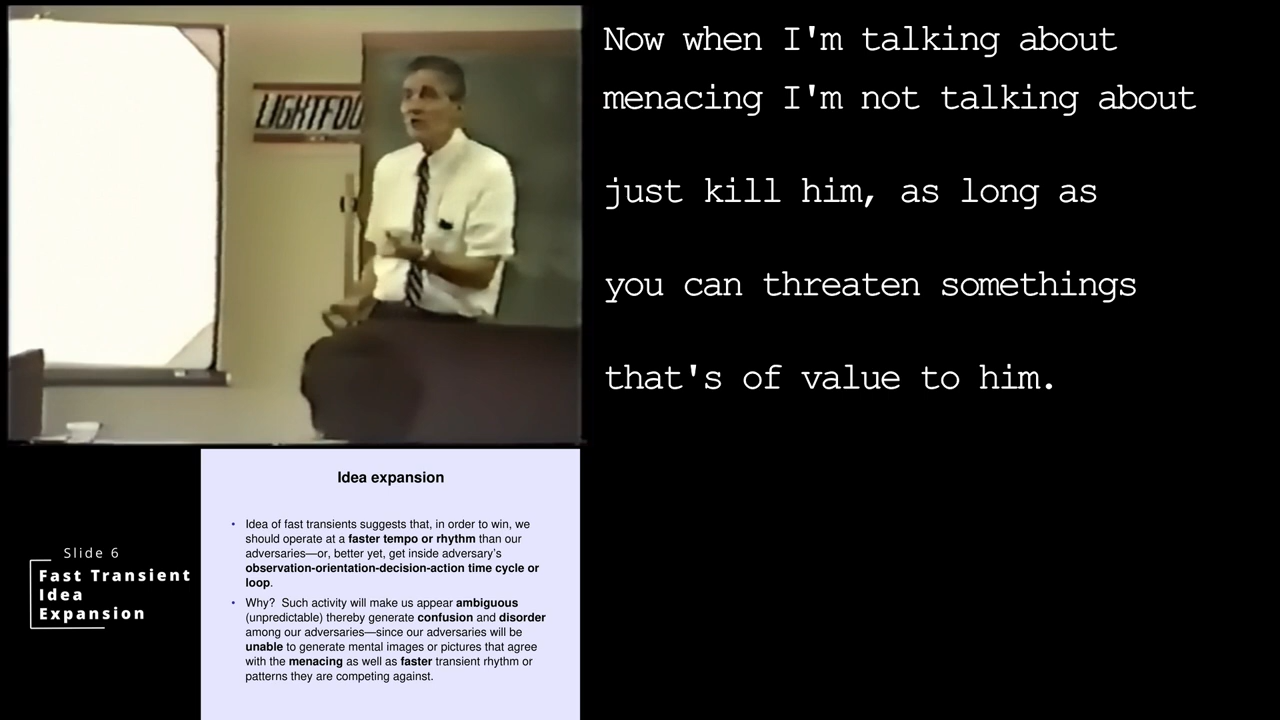 LIGHTFOO
Now when I'm talking about
menacing I'm not talking about
just kill him, as long as
you can threaten somethings
that's of value to him.
Slide 6
Fast Transient
Idea
Expansion
Idea expansion
• Idea of fast transients suggests that, in order to win, we
should operate at a faster tempo or rhythm than our
adversaries—or, better yet, get inside adversary's
observation-orientation-decision-action time cycle or
loop.
• Why? Such activity will make us appear ambiguous
(unpredictable) thereby generate confusion and disorder
among our adversaries—since our adversaries will be
unable to generate mental images or pictures that agree
with the menacing as well as faster transient rhythm or
patterns they are competing against.